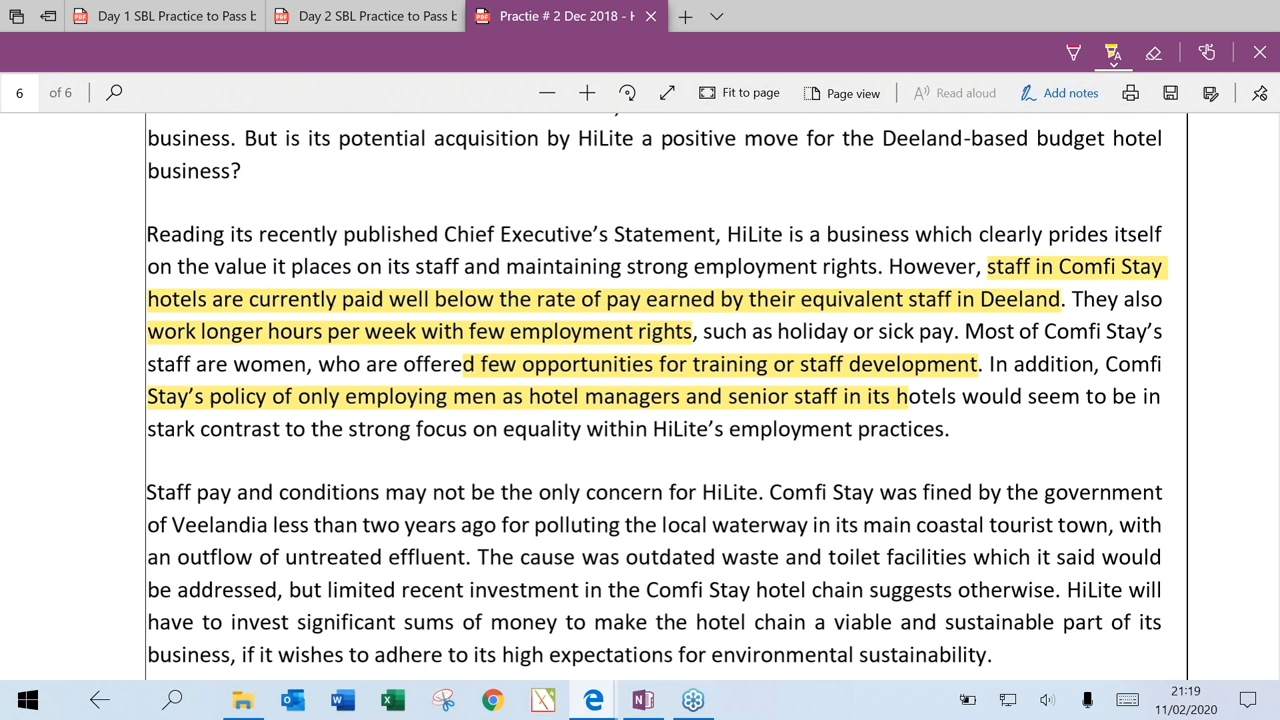 Day 1 SBL Practice to Pass b
Day 2 SBL Practice to Pass b
Practie # 2 Dec 2018 - H
6 of 6
Fit to page
Page view
Read aloud
Add notes
business. But is its potential acquisition by HiLite a positive move for the Deeland-based budget hotel
business?
Reading its recently published Chief Executive's Statement, HiLite is a business which clearly prides itself
on the value it places on its staff and maintaining strong employment rights. However, staff in Comfi Stay
hotels are currently paid well below the rate of pay earned by their equivalent staff in Deeland. They also
work longer hours per week with few employment rights, such as holiday or sick pay. Most of Comfi Stay's
staff are women, who are offered few opportunities for training or staff development. In addition, Comfi
Stay's policy of only employing men as hotel managers and senior staff in its hotels would seem to be in
stark contrast to the strong focus on equality within HiLite's employment practices.
Staff pay and conditions may not be the only concern for HiLite. Comfi Stay was fined by the government
of Veelandia less than two years ago for polluting the local waterway in its main coastal tourist town, with
an outflow of untreated effluent. The cause was outdated waste and toilet facilities which it said would
be addressed, but limited recent investment in the Comfi Stay hotel chain suggests otherwise. HiLite will
have to invest significant sums of money to make the hotel chain a viable and sustainable part of its
business, if it wishes to adhere to its high expectations for environmental sustainability.
21:19
11/02/2020